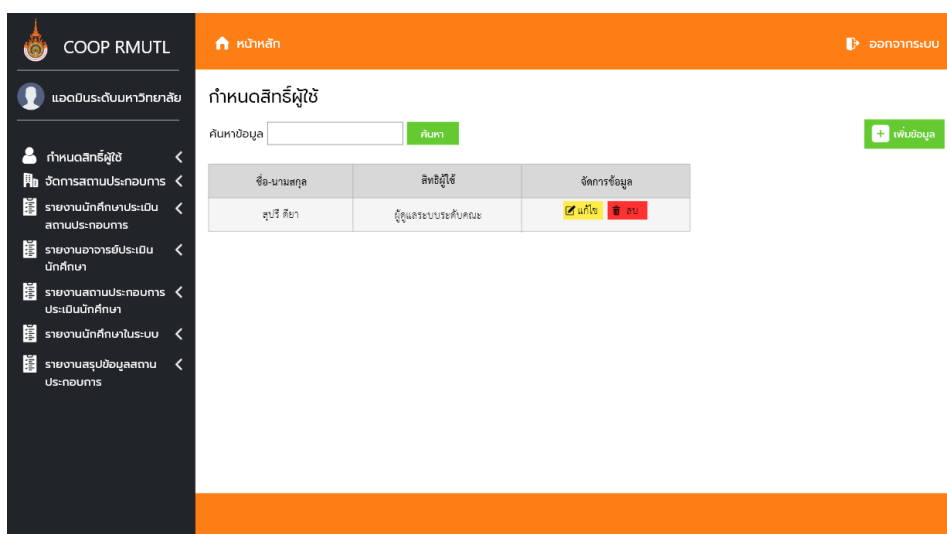 COOP RMUTL
หน้าหลัก
ออกจากระบบ
แอดมินระดับมหาวิทยาลัย
กำหนดสิทธิ์ผู้ใช้
จัดการสถานประกอบการ
รายงานนักศึกษาประเมิน
สถานประกอบการ
รายงานอาจารย์ประเมิน
นักศึกษา
รายงานสถานประกอบการ
ประเมินนักศึกษา
รายงานนักศึกษาในระบบ
รายงานสรุปข้อมูลสถาน
ประกอบการ
กำหนดสิทธิ์ผู้ใช้
ค้นหาข้อมูล ค้นหา
เพิ่มข้อมูล
ชื่อ-นามสกุล สิทธิผู้ใช้ จัดการข้อมูล
สุปรี ดียา ผู้ดูแลระบบระดับคณะ แก้ไข ลบ